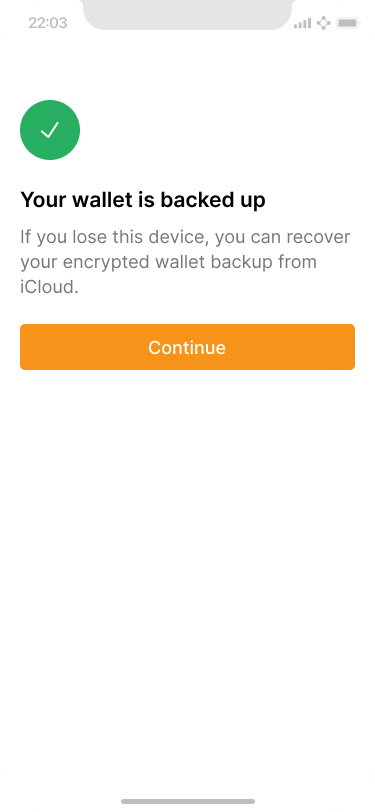 22:03
Your wallet is backed up
If you lose this device, you can recover
your encrypted wallet backup from
iCloud.
Continue